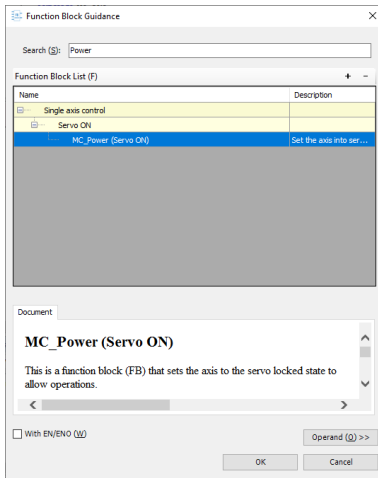 Function Block Guidance
Search (S): Power
Function Block List (F) + -
Name Description
Single axis control
Servo ON
MC_Power (Servo ON) Set the axis into ser...
Document
MC_Power (Servo ON)
This is a function block (FB) that sets the axis to the servo locked state to
allow operations.
With EN/ENO (W)
Operand (O) >>
OK Cancel